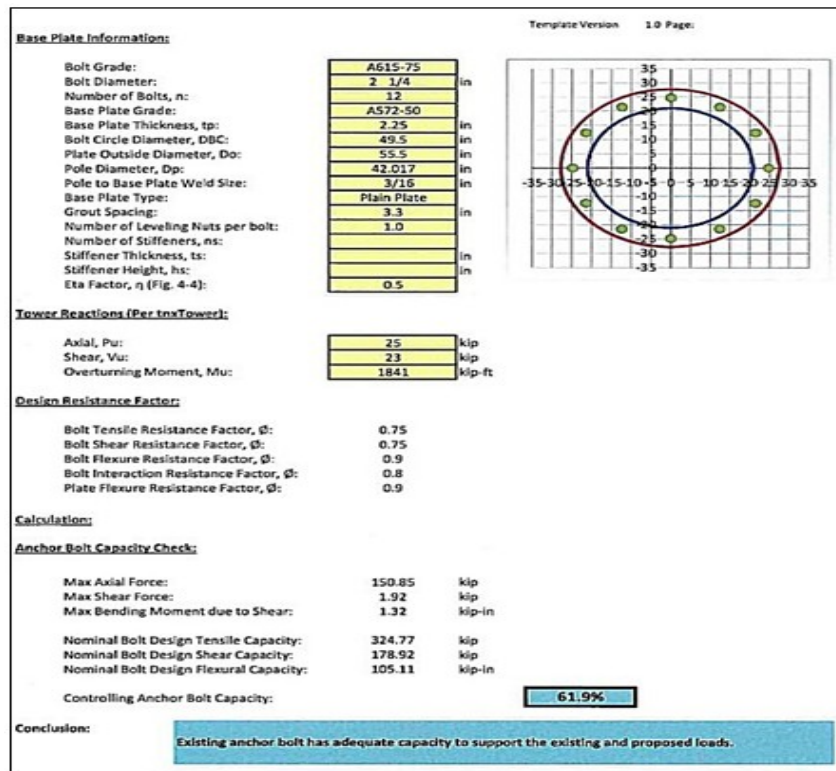 Template Version 1.0 Page:
Base Plate Information:
Bolt Grade: A615-75
Bolt Diameter: 2 1/4 in
Number of Bolts, n: 12
Base Plate Grade: A572-50
Base Plate Thickness, tp: 2.25 in
Bolt Circle Diameter, DBC: 49.5 in
Plate Outside Diameter, Do: 55.5 in
Pole Diameter, Dp: 42.017 in
Pole to Base Plate Weld Size: 3/16 in
Base Plate Type: Plain Plate
Grout Spacing: 3.3 in
Number of Leveling Nuts per bolt: 1.0
Number of Stiffeners, ns:
Stiffener Thickness, ts: in
Stiffener Height, hs: in
Eta Factor, η (Fig. 4-4): 0.5
35
30
25
20
15
10
5
0
-35-30-25-20-15-10 -5 0 5 10 15 20 25 30 35
-10
-15
-20
-25
-30
-35
Tower Reactions (Per tnxTower):
Axial, Pu: 25 kip
Shear, Vu: 23 kip
Overturning Moment, Mu: 1841 kip-ft
Design Resistance Factor:
Bolt Tensile Resistance Factor, Ø: 0.75
Bolt Shear Resistance Factor, Ø: 0.75
Bolt Flexure Resistance Factor, Ø: 0.9
Bolt Interaction Resistance Factor, Ø: 0.8
Plate Flexure Resistance Factor, Ø: 0.9
Calculation:
Anchor Bolt Capacity Check:
Max Axial Force: 150.85 kip
Max Shear Force: 1.92 kip
Max Bending Moment due to Shear: 1.32 kip-in
Nominal Bolt Design Tensile Capacity: 324.77 kip
Nominal Bolt Design Shear Capacity: 178.92 kip
Nominal Bolt Design Flexural Capacity: 105.11 kip-in
Controlling Anchor Bolt Capacity: 61.9%
Conclusion:
Existing anchor bolt has adequate capacity to support the existing and proposed loads.